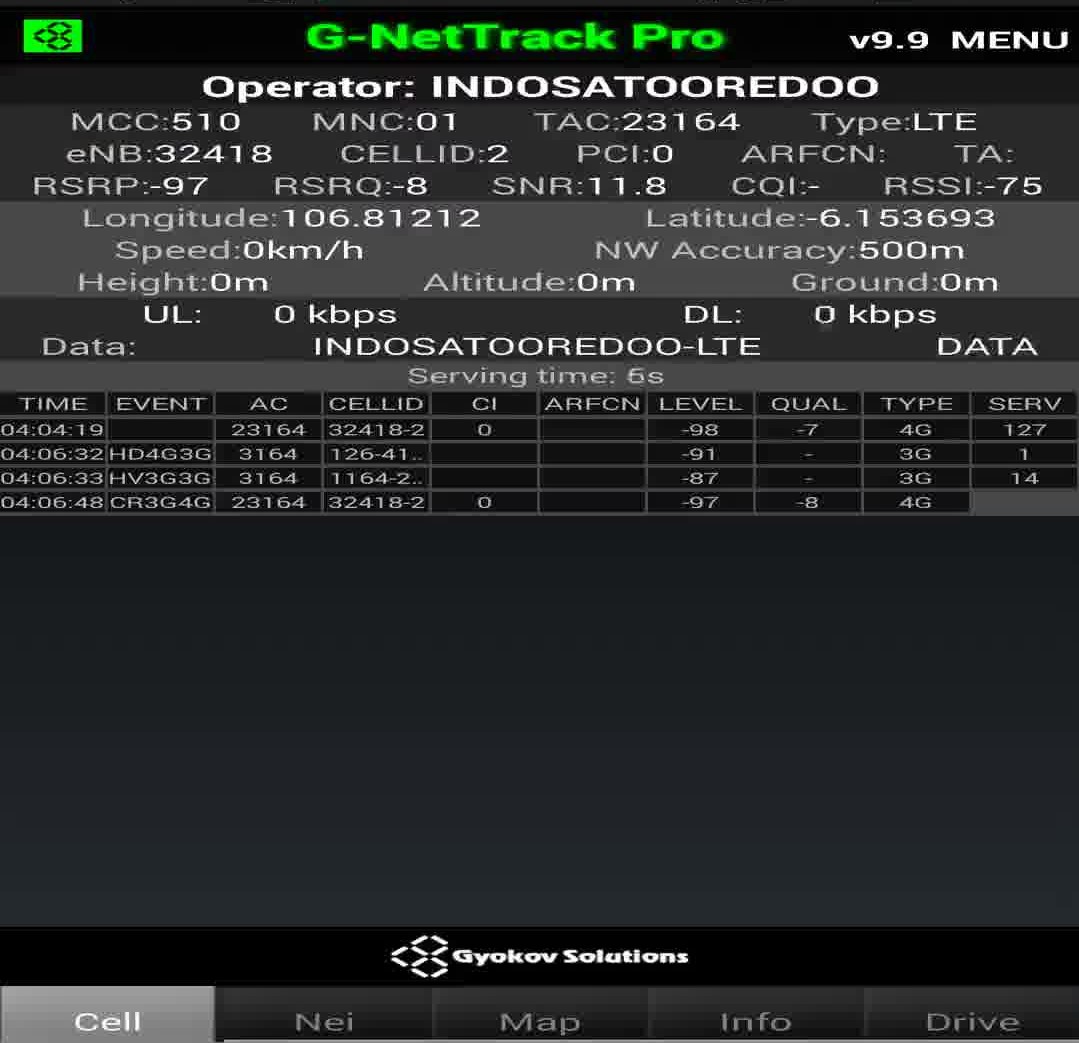 G-NetTrack Pro v9.9 MENU
Operator: INDOSATOOREDOO
MCC:510 MNC:01 TAC:23164 Type:LTE
eNB:32418 CELLID:2 PCI:0 ARFCN: TA:
RSRP:-97 RSRQ:-8 SNR:11.8 CQI:- RSSI:-75
Longitude:106.81212 Latitude:-6.153693
Speed:0km/h NW Accuracy:500m
Height:0m Altitude:0m Ground:0m
UL: 0 kbps DL: 0 kbps
Data: INDOSATOOREDOO-LTE DATA
Serving time: 6s
TIME EVENT AC CELLID CI ARFCN LEVEL QUAL TYPE SERV
04:04:19 23164 32418-2 0 -98 -7 4G 127
04:06:32 HD4G3G 3164 126-41.. -91 - 3G 1
04:06:33 HV3G3G 3164 1164-2.. -87 - 3G 14
04:06:48 CR3G4G 23164 32418-2 0 -97 -8 4G
Gyokov Solutions
Cell Nei Map Info Drive